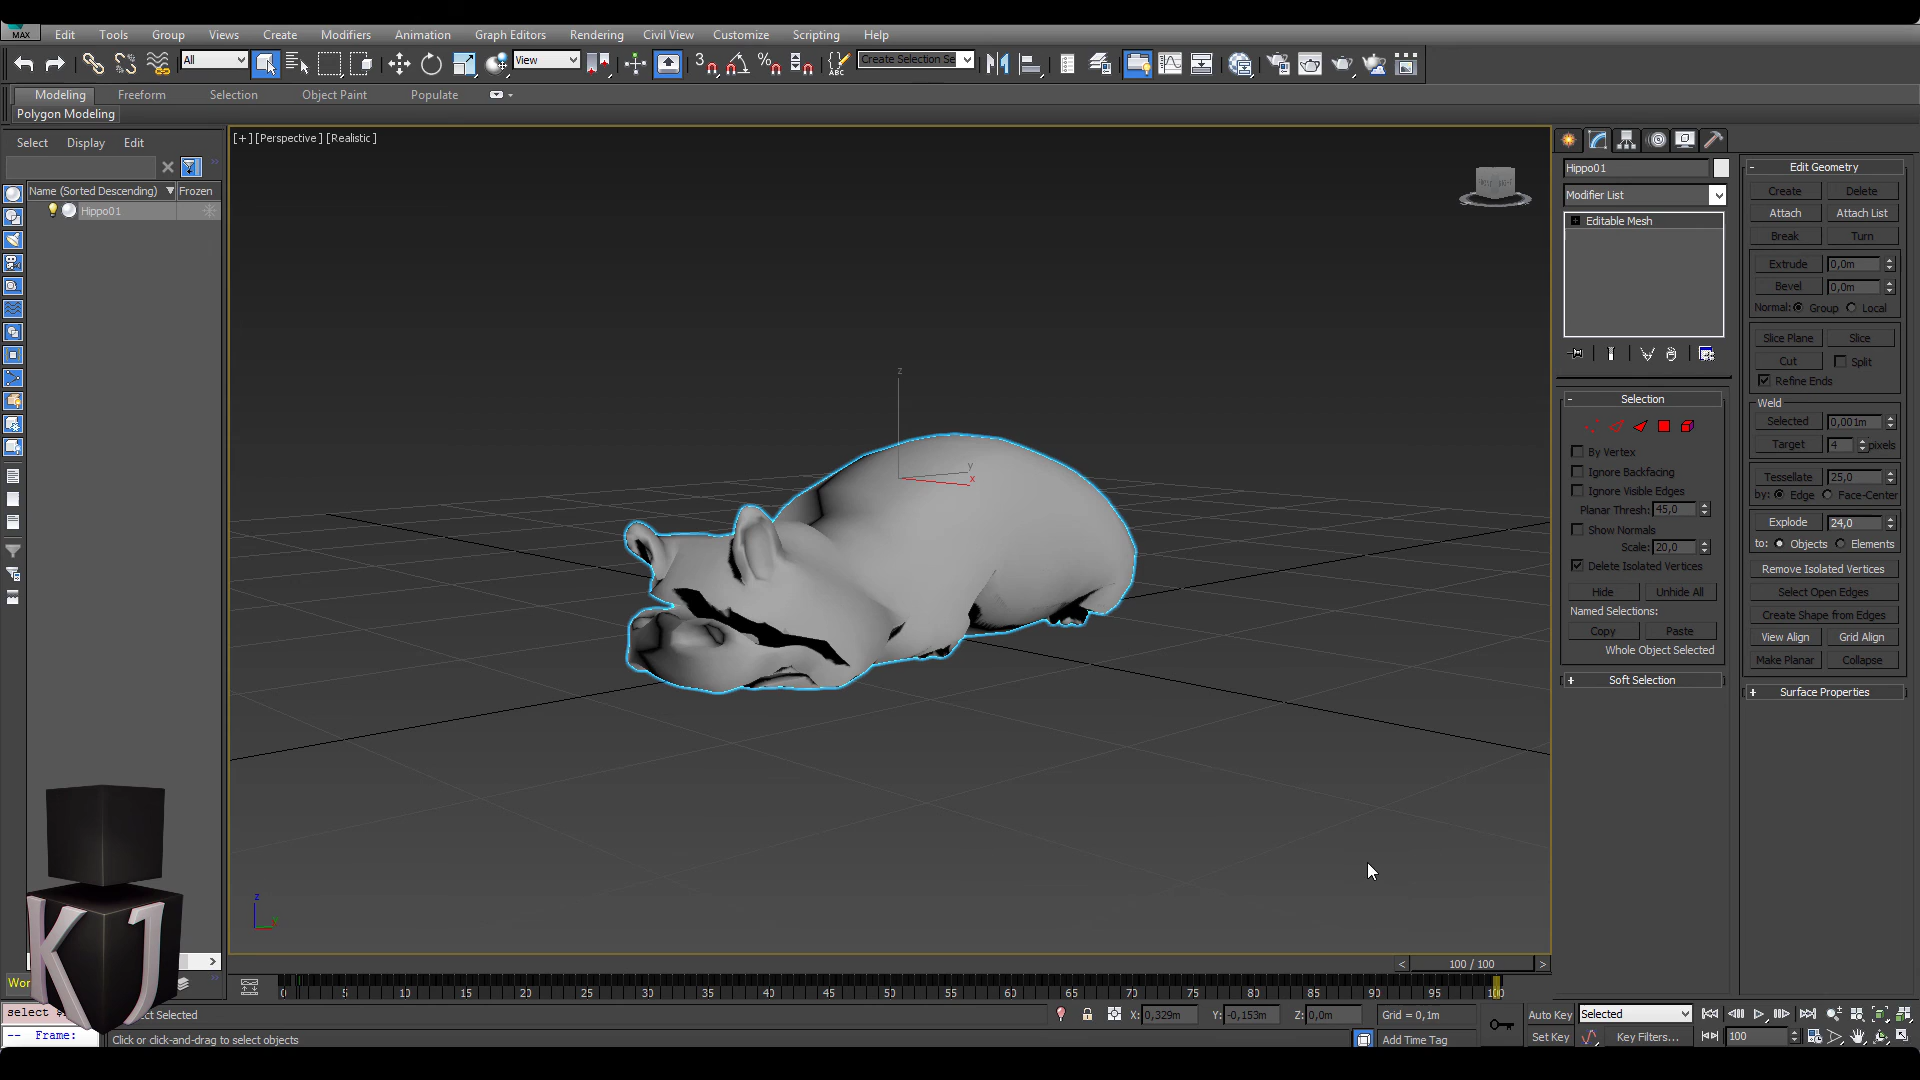 MAX
Edit Tools Group Views Create Modifiers Animation Graph Editors Rendering Civil View Customize Scripting Help
All View 3 % ABC Create Selection Se
Modeling Freeform Selection Object Paint Populate
Polygon Modeling
Select Display Edit
Name (Sorted Descending) Frozen
Hippo01
[+] [Perspective] [Realistic]
z
y
x
z
Hippo01
Modifier List
Editable Mesh
- Selection
By Vertex
Ignore Backfacing
Ignore Visible Edges
Planar Thresh: 45,0
Show Normals
Scale: 20,0
Delete Isolated Vertices
Hide Unhide All
Named Selections:
Copy Paste
Whole Object Selected
+ Soft Selection
- Edit Geometry
Create Delete
Attach Attach List
Break Turn
Extrude 0,0m
Bevel 0,0m
Normal: Group Local
Slice Plane Slice
Cut Split
Refine Ends
Weld
Selected 0,001m
Target 4 pixels
Tessellate 25,0
by: Edge Face-Center
Explode 24,0
to: Objects Elements
Remove Isolated Vertices
Select Open Edges
Create Shape from Edges
View Align Grid Align
Make Planar Collapse
+ Surface Properties
KJ
< 100 / 100 >
0 5 10 15 20 25 30 35 40 45 50 55 60 65 70 75 80 85 90 95 100
Wor
select
ct Selected
X: 0,329m Y: -0,153m Z: 0,0m Grid = 0,1m
Auto Key Selected
-- Frame:
Click or click-and-drag to select objects
Add Time Tag
Set Key Key Filters... 100